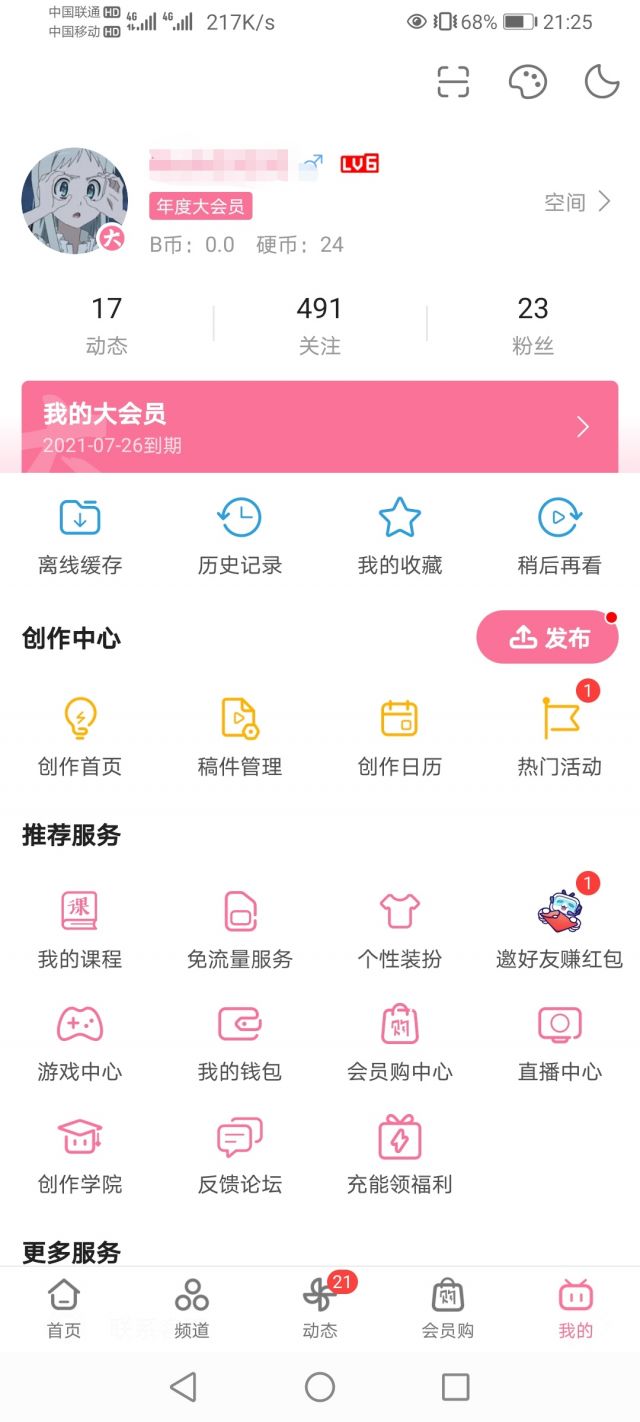 中国联通 HD 4G 4G 217K/s 68% 21:25
中国移动 HD
LV6
年度大会员
空间
大
B币：0.0 硬币：24
17 491 23
动态 关注 粉丝
我的大会员
2021-07-26到期
离线缓存 历史记录 我的收藏 稍后再看
创作中心 发布
1
创作首页 稿件管理 创作日历 热门活动
推荐服务
课 1
我的课程 免流量服务 个性装扮 邀好友赚红包
购
游戏中心 我的钱包 会员购中心 直播中心
创作学院 反馈论坛 充能领福利
更多服务
21 购
首页 频道 动态 会员购 我的